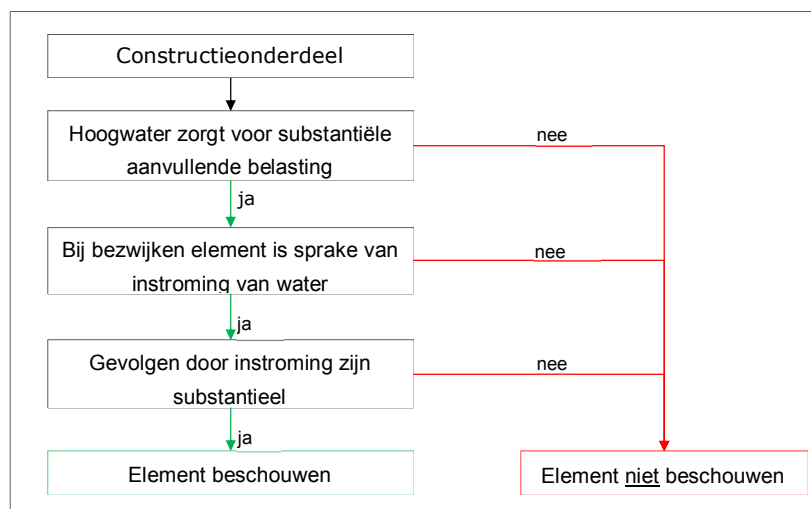 Constructieonderdeel
Hoogwater zorgt voor substantiële
aanvullende belasting
nee
ja
Bij bezwijken element is sprake van
instroming van water
nee
ja
Gevolgen door instroming zijn
substantieel
nee
ja
Element beschouwen
Element niet beschouwen